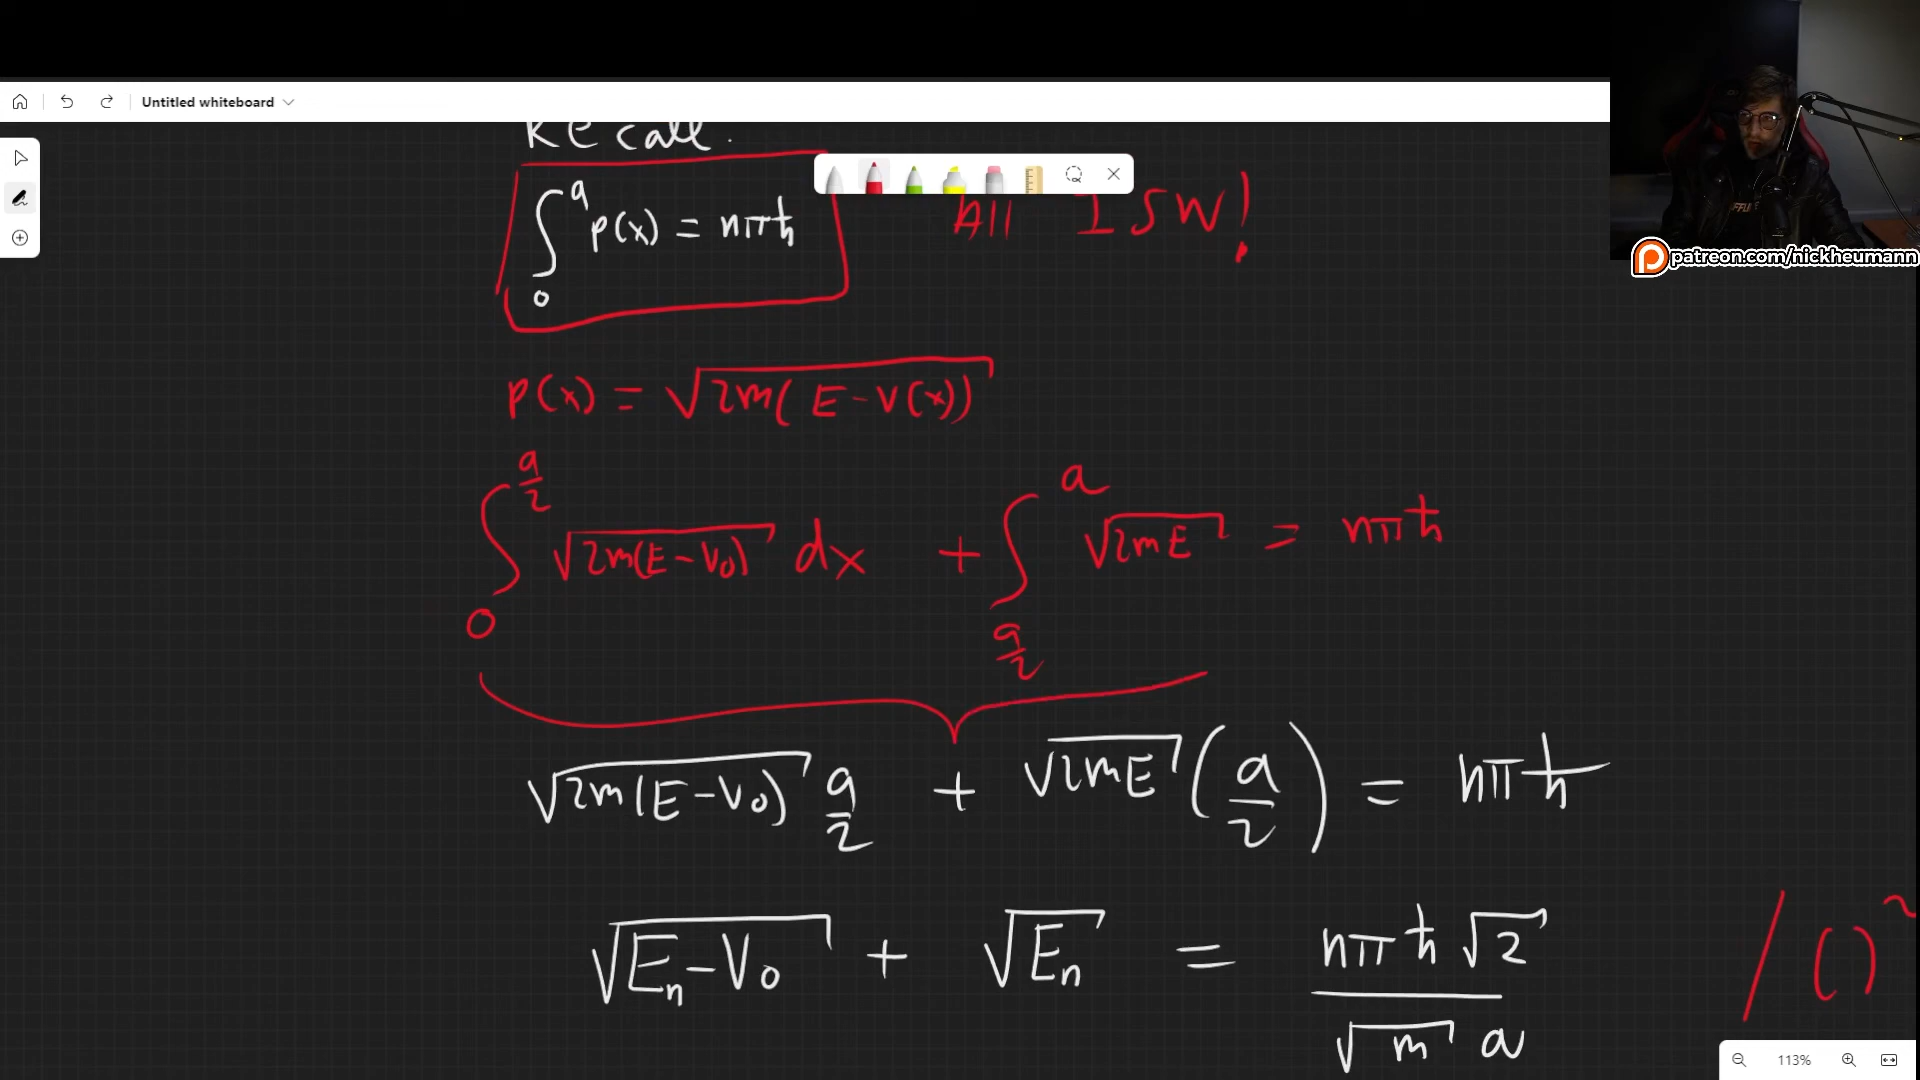 Untitled whiteboard
Recall.
∫₀^a p(x) = nπħ
All ISW!
p(x) = √(2m(E-V(x))
∫₀^(a/2) √(2m(E-V₀) dx + ∫_(a/2)^a √(2mE) = nπħ
√(2m(E-V₀) a/2 + √(2mE) (a/2) = nπħ
√(Eₙ-V₀) + √(Eₙ) = nπħ√2 / √m a
/ ( )²
113%
patreon.com/nickheumann